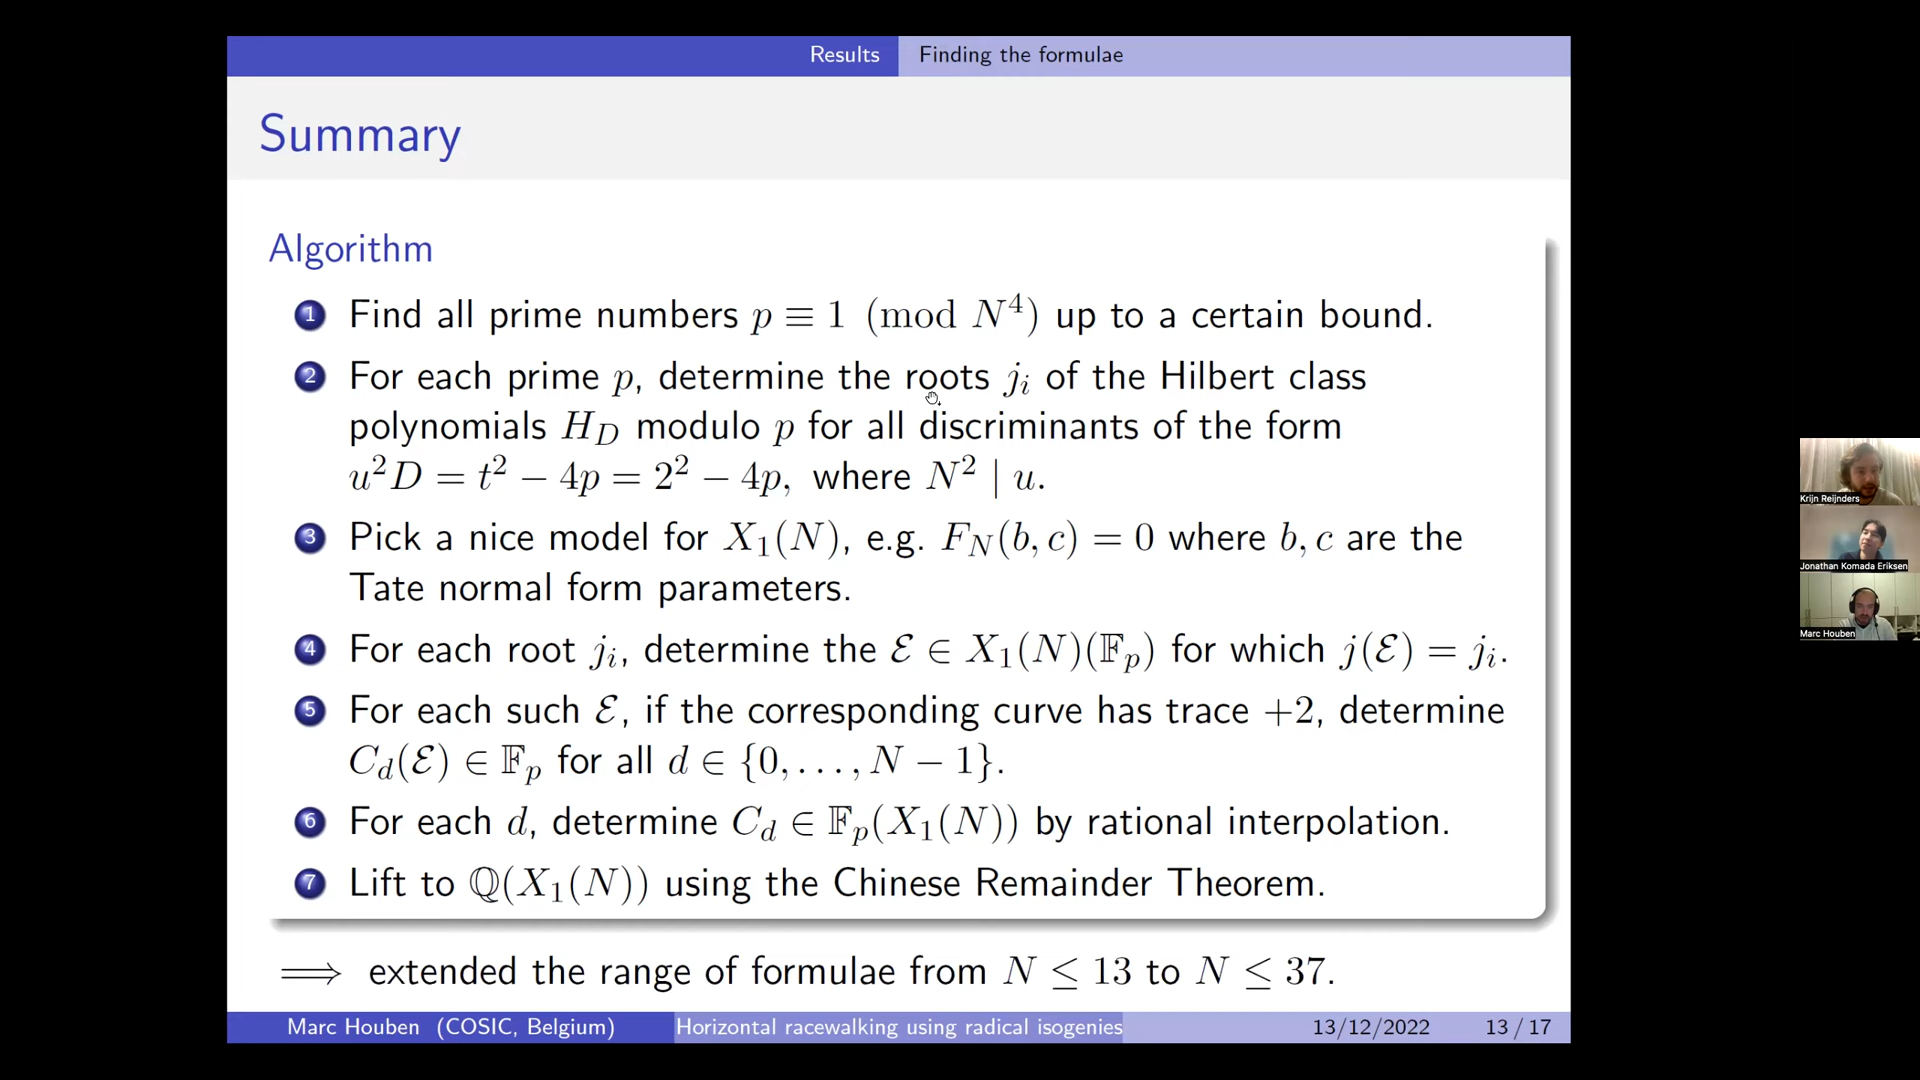 Results Finding the formulae
Summary
Algorithm
1 Find all prime numbers p ≡ 1 (mod N⁴) up to a certain bound.
2 For each prime p, determine the roots jᵢ of the Hilbert class
polynomials H_D modulo p for all discriminants of the form
u²D = t² − 4p = 2² − 4p, where N² | u.
3 Pick a nice model for X₁(N), e.g. F_N(b, c) = 0 where b, c are the
Tate normal form parameters.
4 For each root jᵢ, determine the ℰ ∈ X₁(N)(𝔽ₚ) for which j(ℰ) = jᵢ.
5 For each such ℰ, if the corresponding curve has trace +2, determine
C_d(ℰ) ∈ 𝔽ₚ for all d ∈ {0, . . . , N − 1}.
6 For each d, determine C_d ∈ 𝔽ₚ(X₁(N)) by rational interpolation.
7 Lift to ℚ(X₁(N)) using the Chinese Remainder Theorem.
⟹ extended the range of formulae from N ≤ 13 to N ≤ 37.
Marc Houben (COSIC, Belgium) Horizontal racewalking using radical isogenies 13/12/2022 13 / 17
Krijn Reijnders
Jonathan Komada Eriksen
Marc Houben